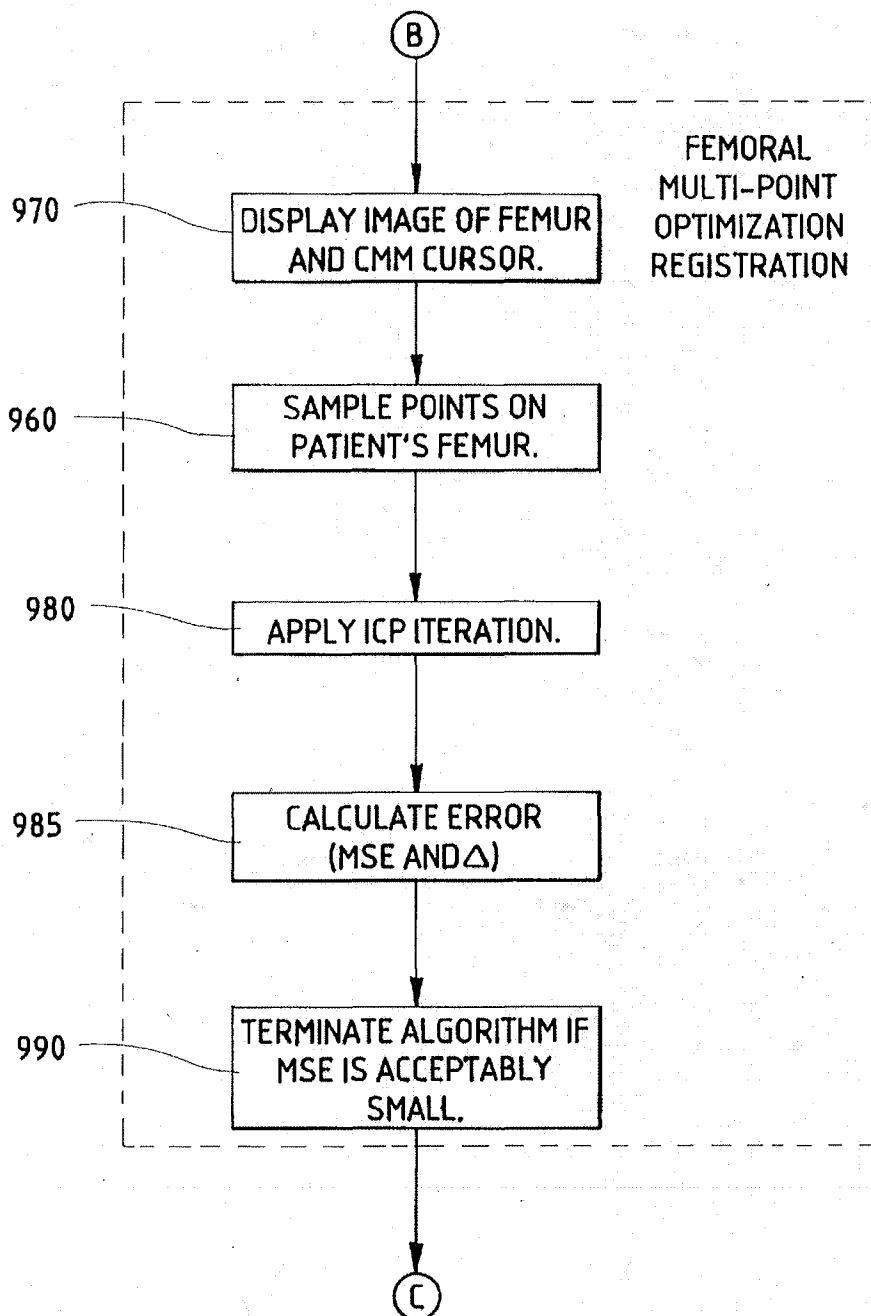 B
FEMORAL
MULTI-POINT
OPTIMIZATION
REGISTRATION
970
DISPLAY IMAGE OF FEMUR
AND CMM CURSOR.
960
SAMPLE POINTS ON
PATIENT'S FEMUR.
980
APPLY ICP ITERATION.
985
CALCULATE ERROR
(MSE AND Δ)
990
TERMINATE ALGORITHM IF
MSE IS ACCEPTABLY
SMALL.
C